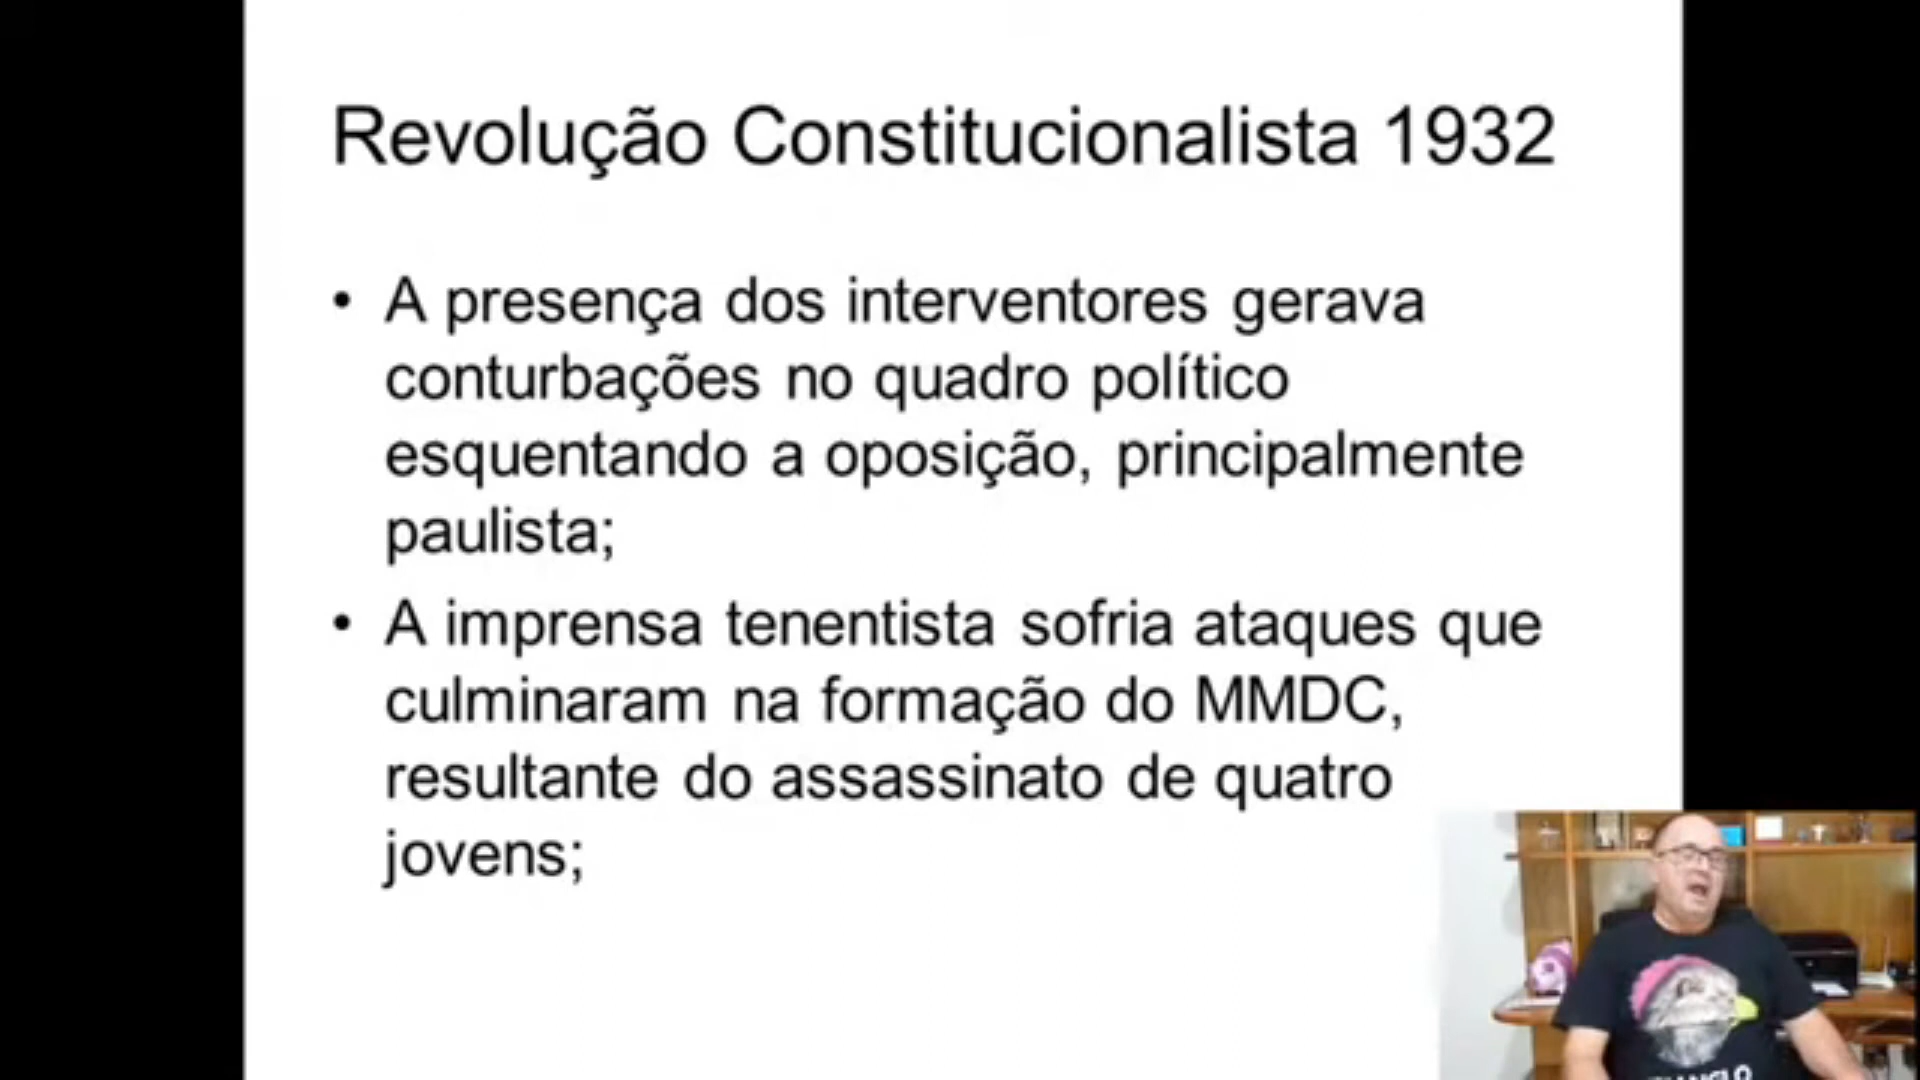 Revolução Constitucionalista 1932
• A presença dos interventores gerava
conturbações no quadro político
esquentando a oposição, principalmente
paulista;
• A imprensa tenentista sofria ataques que
culminaram na formação do MMDC,
resultante do assassinato de quatro
jovens;